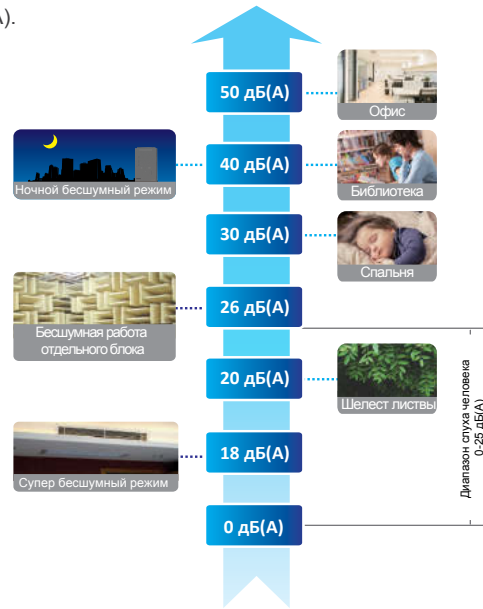 А).
50 дБ(А)
Офис
40 дБ(А)
Ночной бесшумный режим
Библиотека
30 дБ(А)
Спальня
26 дБ(А)
Бесшумная работа
отдельного блока
20 дБ(А)
Шелест листвы
Диапазон слуха человека
0-25 дБ(А)
18 дБ(А)
Супер бесшумный режим
0 дБ(А)